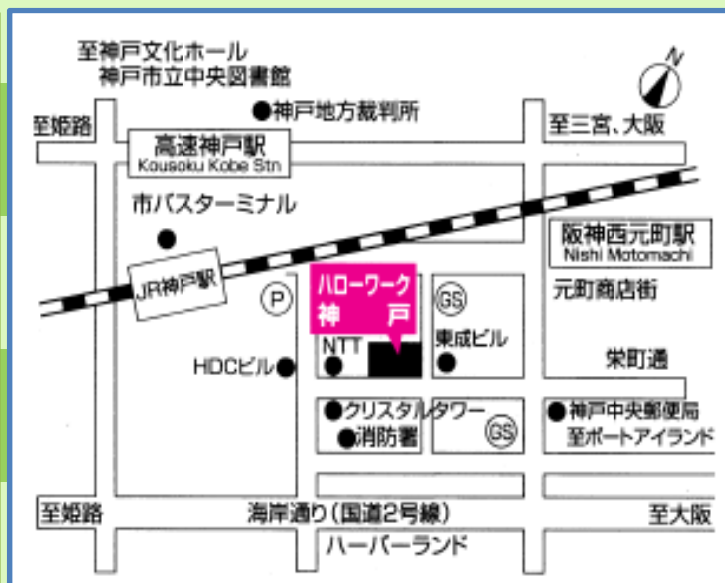 至神戸文化ホール
神戸市立中央図書館
N
●神戸地方裁判所
至姫路
至三宮、大阪
高速神戸駅
Kousoku Kobe Stn
市バスターミナル
阪神西元町駅
Nishi Motomachi
JR神戸駅
P
ハローワーク
神 戸
GS
元町商店街
NTT
東成ビル
HDCビル●
栄町通
●クリスタルタワー
●消防署
GS
●神戸中央郵便局
至ポートアイランド
至姫路
海岸通り(国道2号線)
至大阪
ハーバーランド